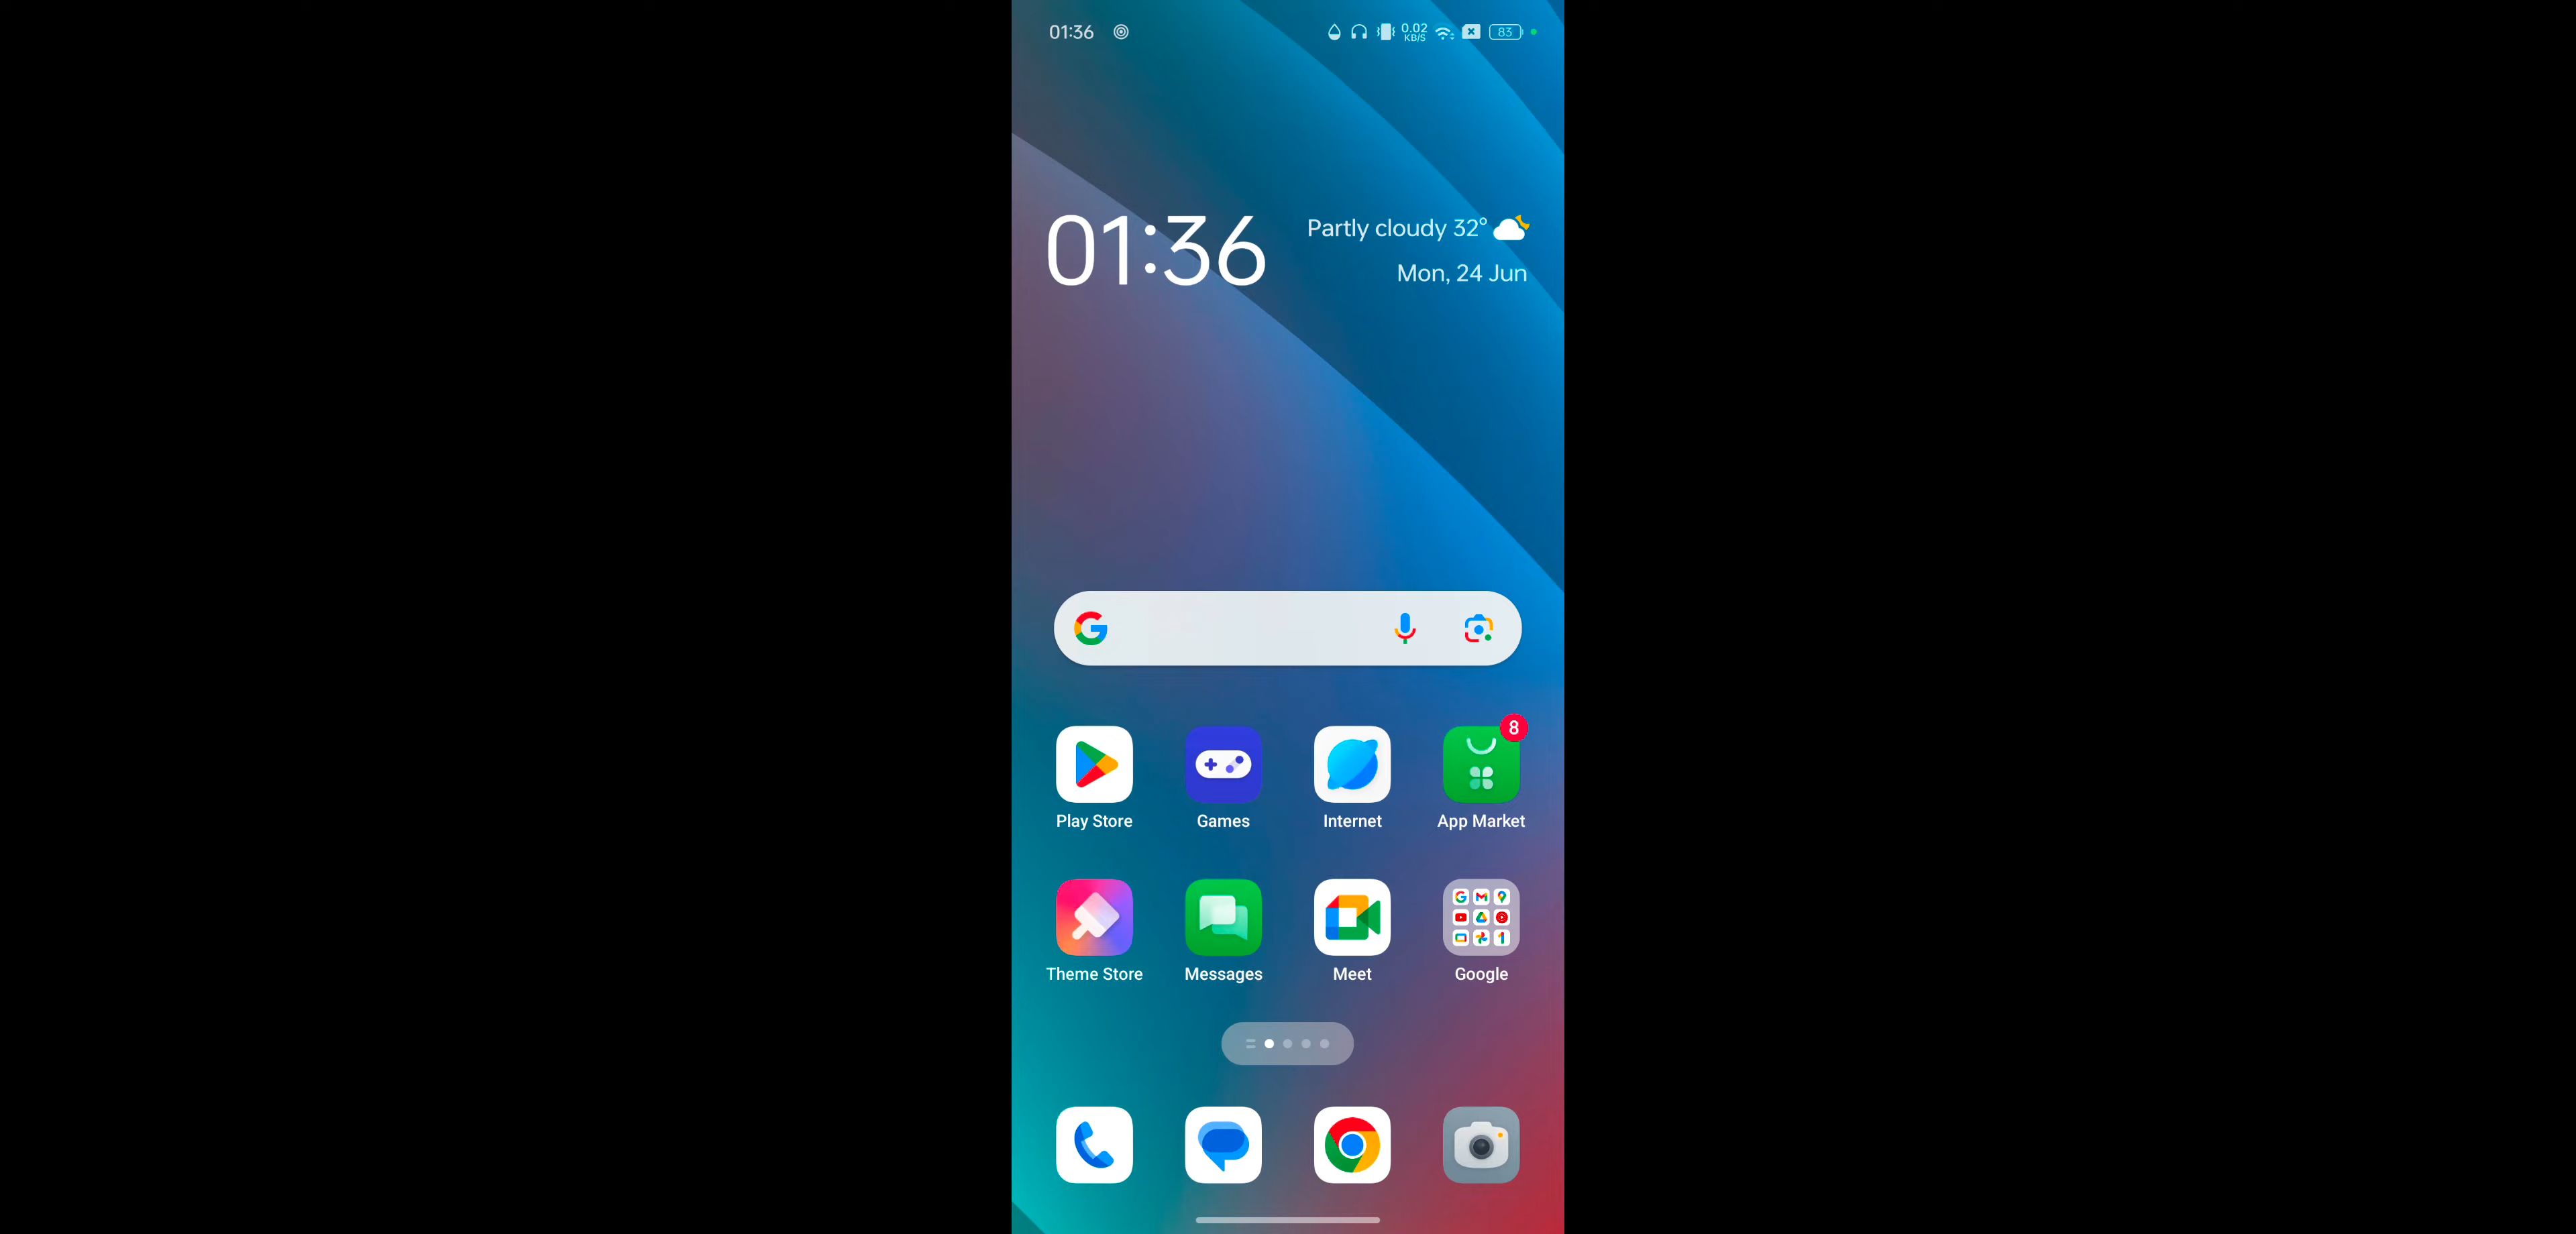 01:36
0.02
KB/S
83
01:36
Partly cloudy 32°
Mon, 24 Jun
8
Play Store
Games
Internet
App Market
Theme Store
Messages
Meet
Google